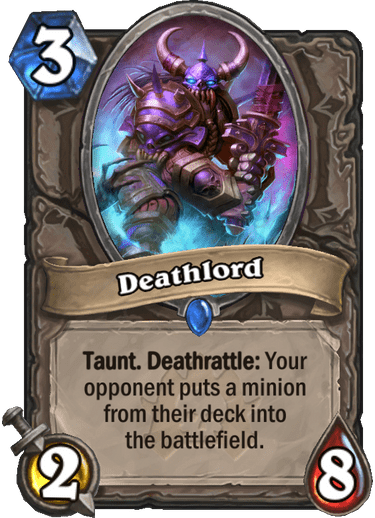 3
Deathlord
Taunt. Deathrattle: Your
opponent puts a minion
from their deck into
the battlefield.
2
8